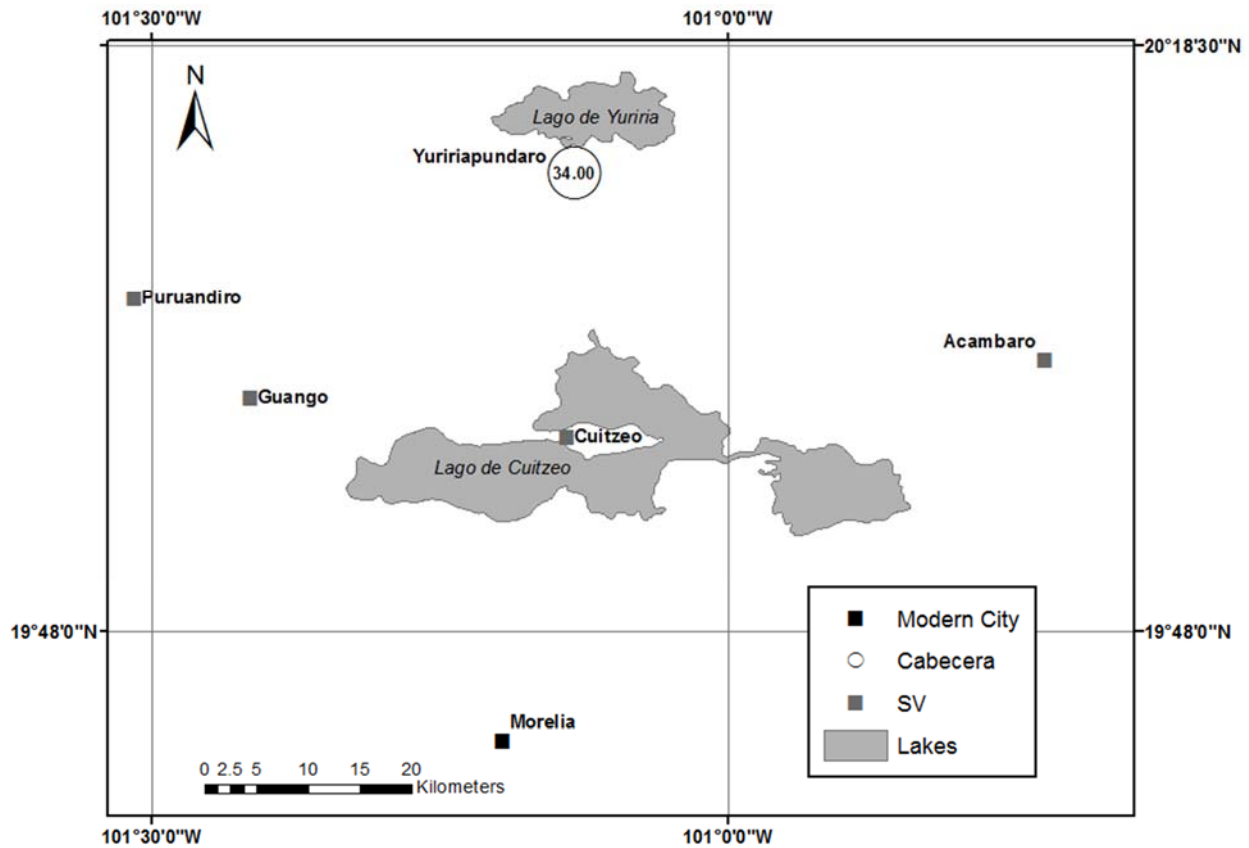 101°30'0"W
101°0'0"W
20°18'30"N
N
Lago de Yuriria
Yuririapundaro
34.00
Puruandiro
Acambaro
Guango
Cuitzeo
Lago de Cuitzeo
19°48'0"N
19°48'0"N
Modern City
Cabecera
SV
Lakes
Morelia
0 2.5 5 10 15 20
Kilometers
101°30'0"W
101°0'0"W